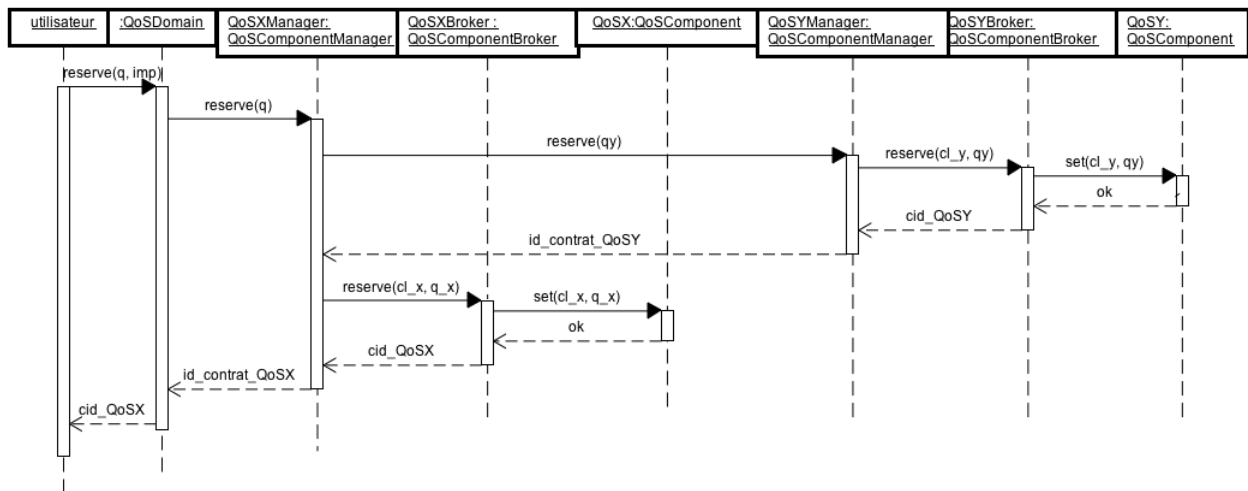 utilisateur
:QoSDomain
QoSXManager:
QoSComponentManager
QoSXBroker :
QoSComponentBroker
QoSX:QoSComponent
QoSYManager:
QoSComponentManager
QoSYBroker:
QoSComponentBroker
QoSY:
QoSComponent
reserve(q, imp)
reserve(q)
reserve(qy)
reserve(cl_y, qy)
set(cl_y, qy)
ok
cid_QoSY
id_contrat_QoSY
reserve(cl_x, q_x)
set(cl_x, q_x)
ok
cid_QoSX
id_contrat_QoSX
cid_QoSX